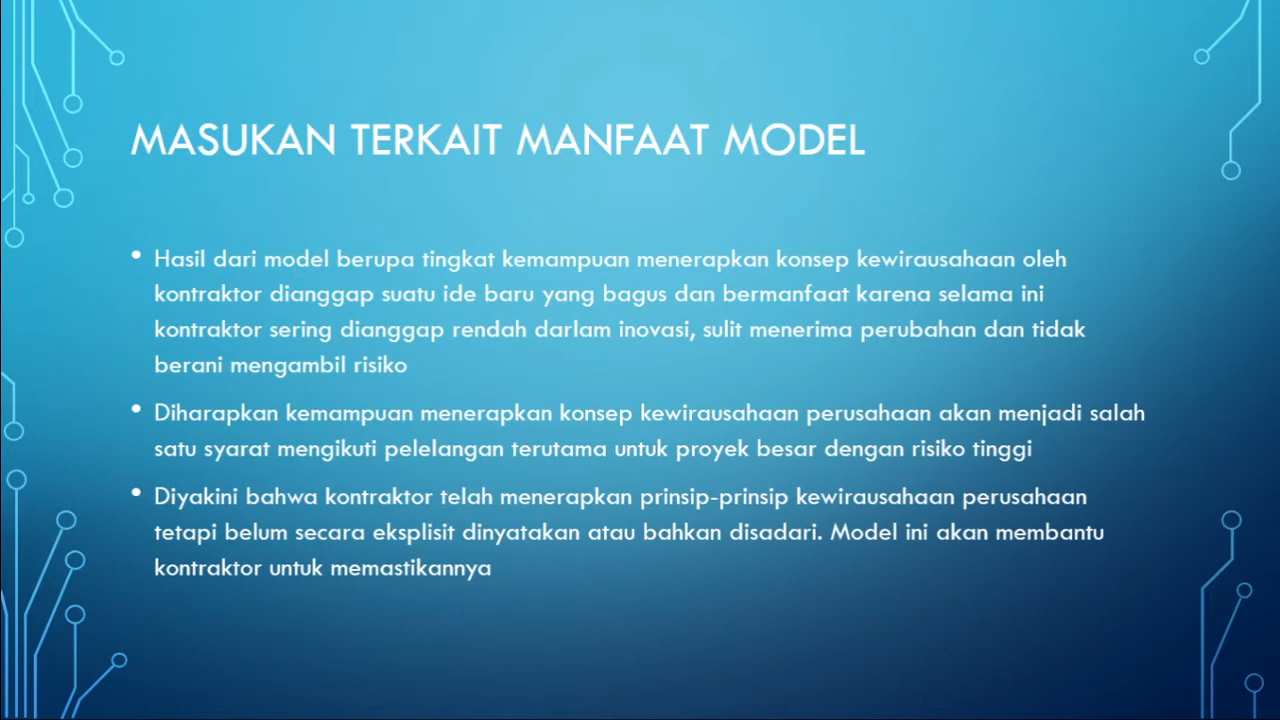 MASUKAN TERKAIT MANFAAT MODEL
• Hasil dari model berupa tingkat kemampuan menerapkan konsep kewirausahaan oleh
kontraktor dianggap suatu ide baru yang bagus dan bermanfaat karena selama ini
kontraktor sering dianggap rendah darlam inovasi, sulit menerima perubahan dan tidak
berani mengambil risiko
• Diharapkan kemampuan menerapkan konsep kewirausahaan perusahaan akan menjadi salah
satu syarat mengikuti pelelangan terutama untuk proyek besar dengan risiko tinggi
• Diyakini bahwa kontraktor telah menerapkan prinsip-prinsip kewirausahaan perusahaan
tetapi belum secara eksplisit dinyatakan atau bahkan disadari. Model ini akan membantu
kontraktor untuk memastikannya